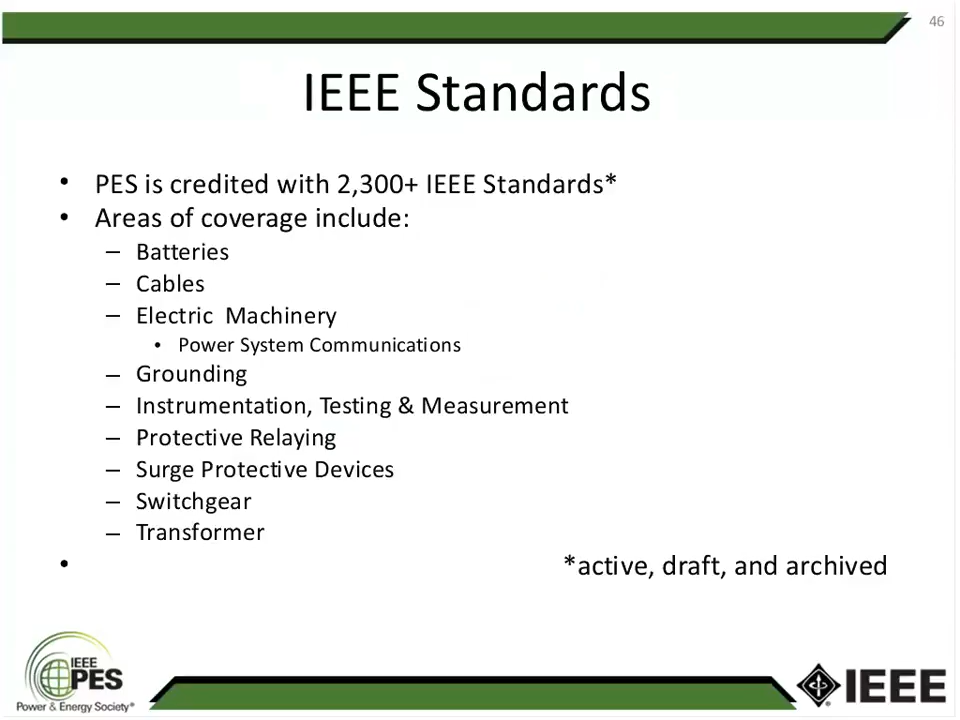 46
IEEE Standards
• PES is credited with 2,300+ IEEE Standards*
• Areas of coverage include:
– Batteries
– Cables
– Electric  Machinery
• Power System Communications
– Grounding
– Instrumentation, Testing & Measurement
– Protective Relaying
– Surge Protective Devices
– Switchgear
– Transformer
• *active, draft, and archived
IEEE
PES
Power & Energy Society®
IEEE